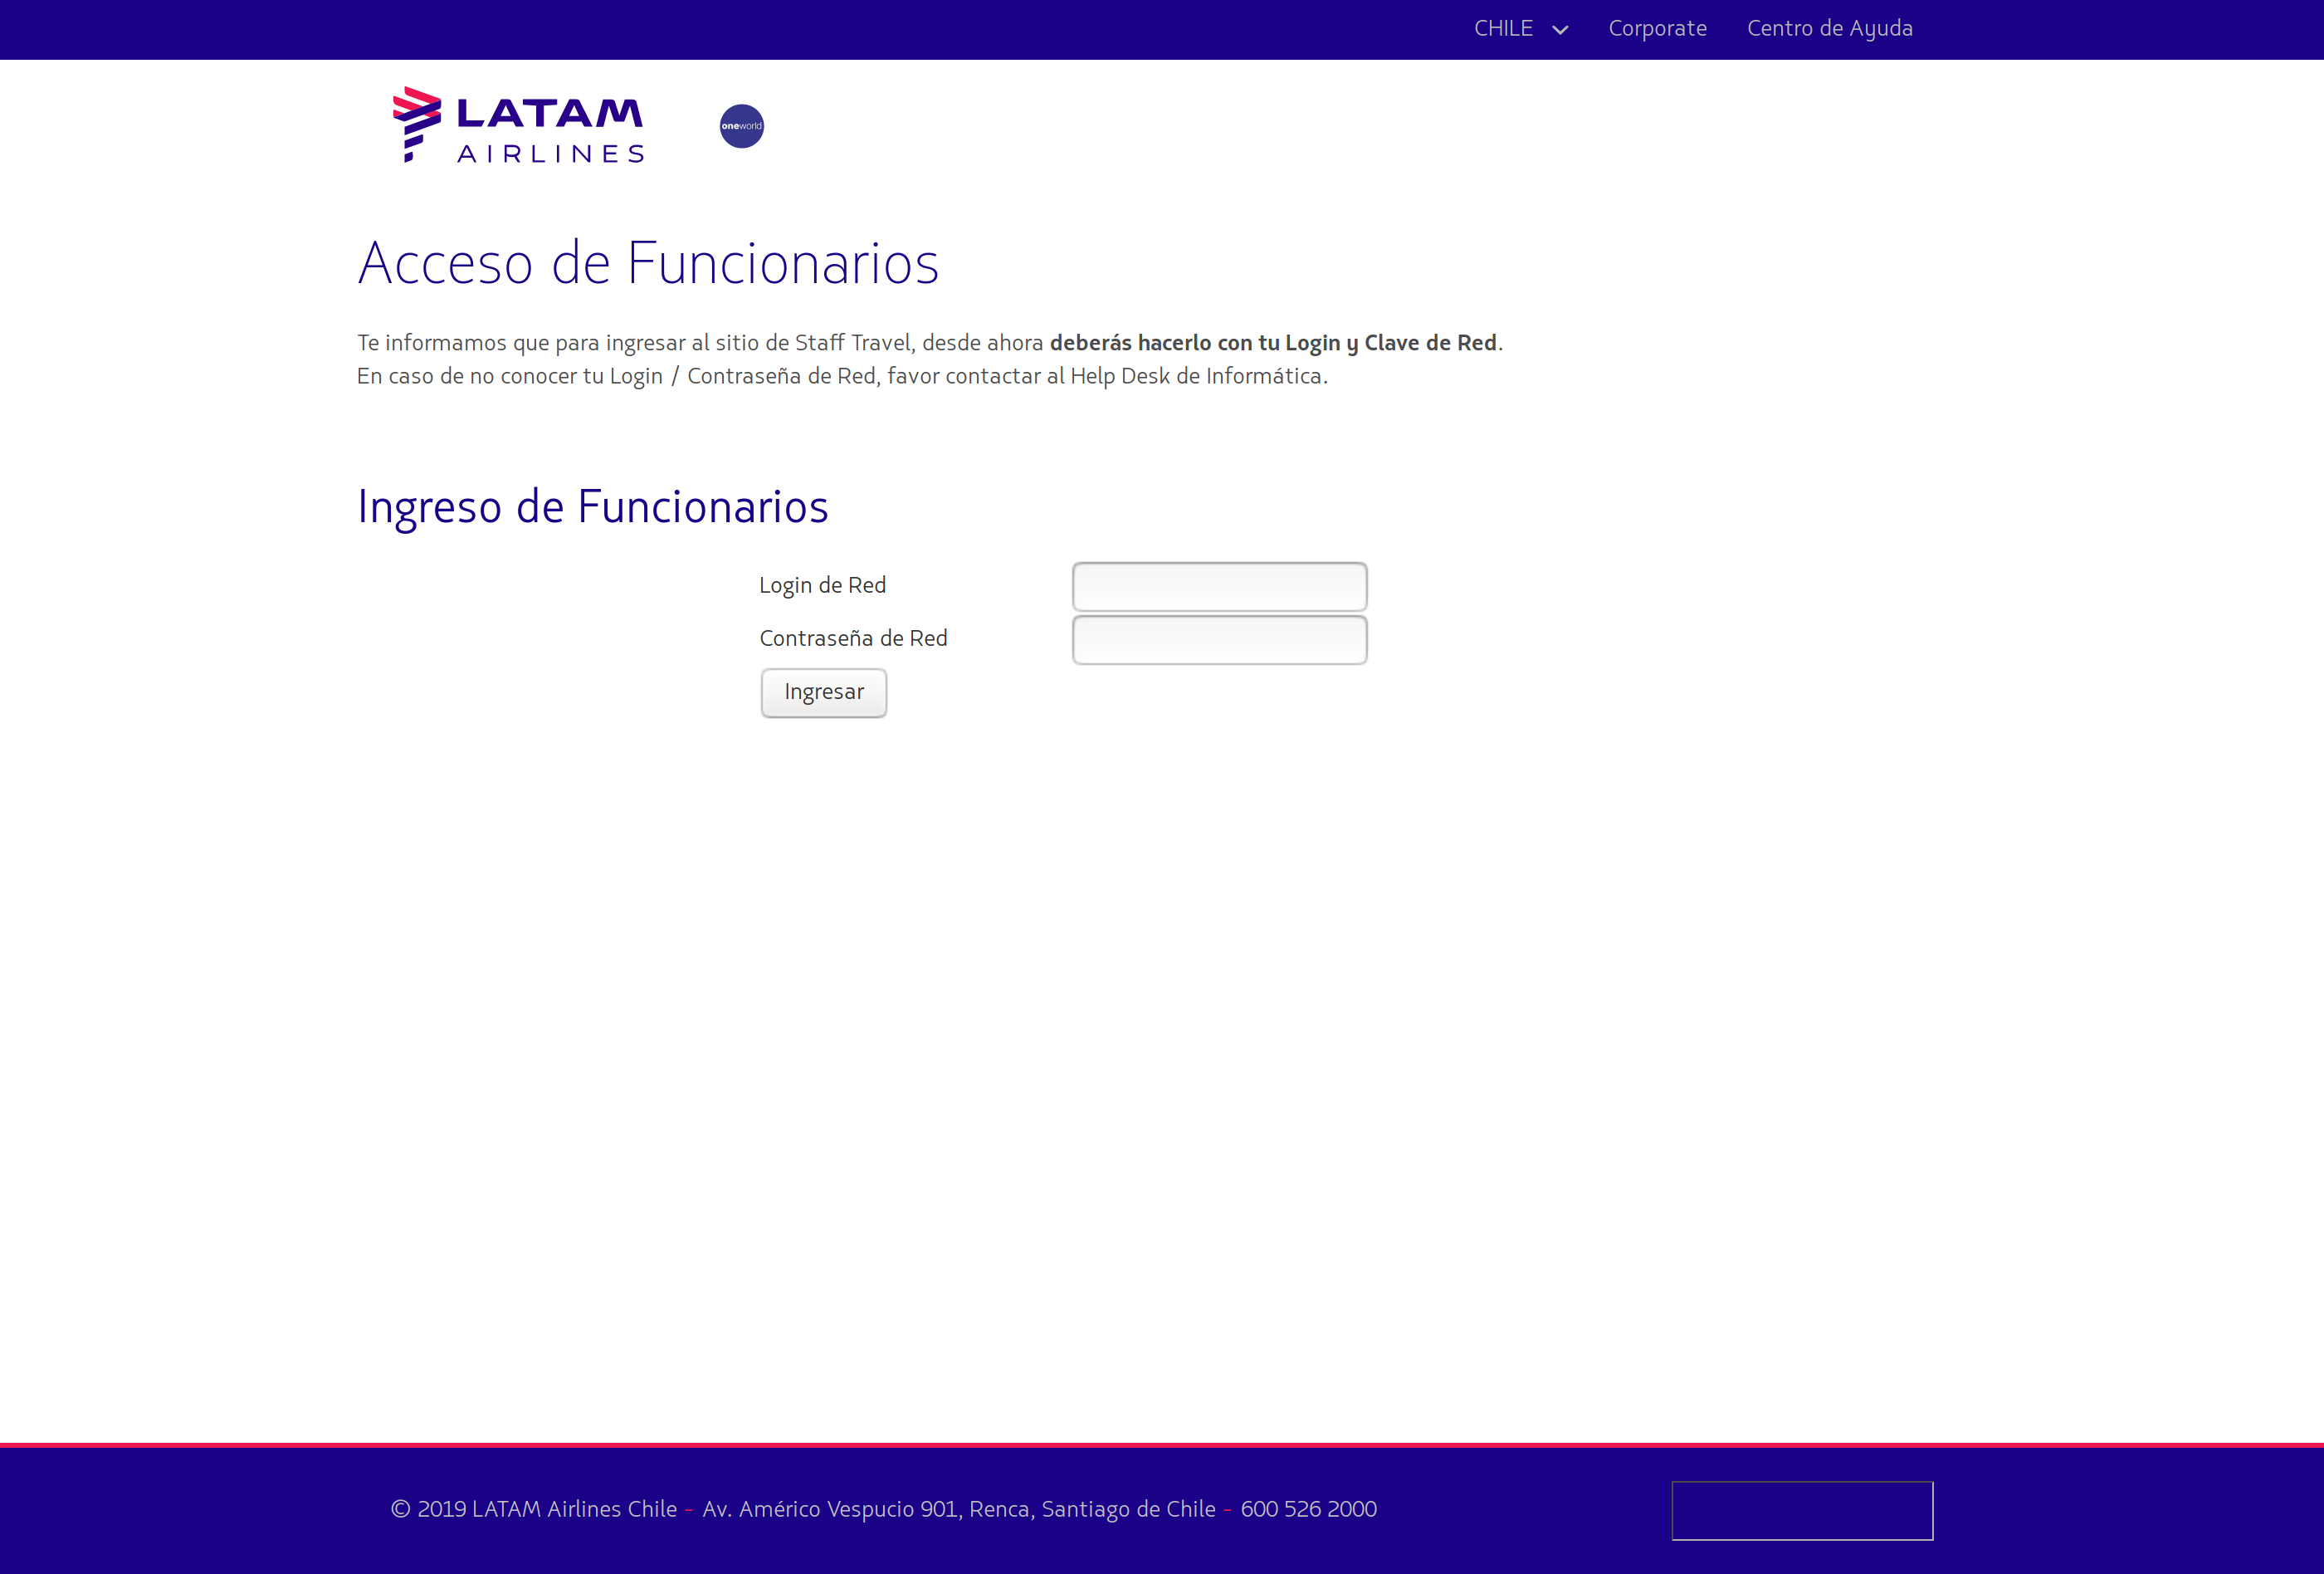 CHILE Corporate Centro de Ayuda
LATAM
AIRLINES
oneworld
Acceso de Funcionarios
Te informamos que para ingresar al sitio de Staff Travel, desde ahora deberás hacerlo con tu Login y Clave de Red.
En caso de no conocer tu Login / Contraseña de Red, favor contactar al Help Desk de Informática.
Ingreso de Funcionarios
Login de Red
Contraseña de Red
Ingresar
© 2019 LATAM Airlines Chile - Av. Américo Vespucio 901, Renca, Santiago de Chile - 600 526 2000